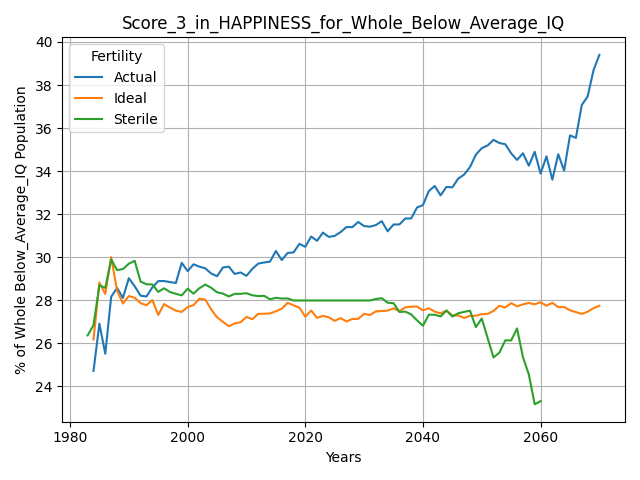 Score_3_in_HAPPINESS_for_Whole_Below_Average_IQ
% of Whole Below_Average_IQ Population
40
38
36
34
32
30
28
26
24
Fertility
Actual
Ideal
Sterile
1980
2000
2020
2040
2060
Years